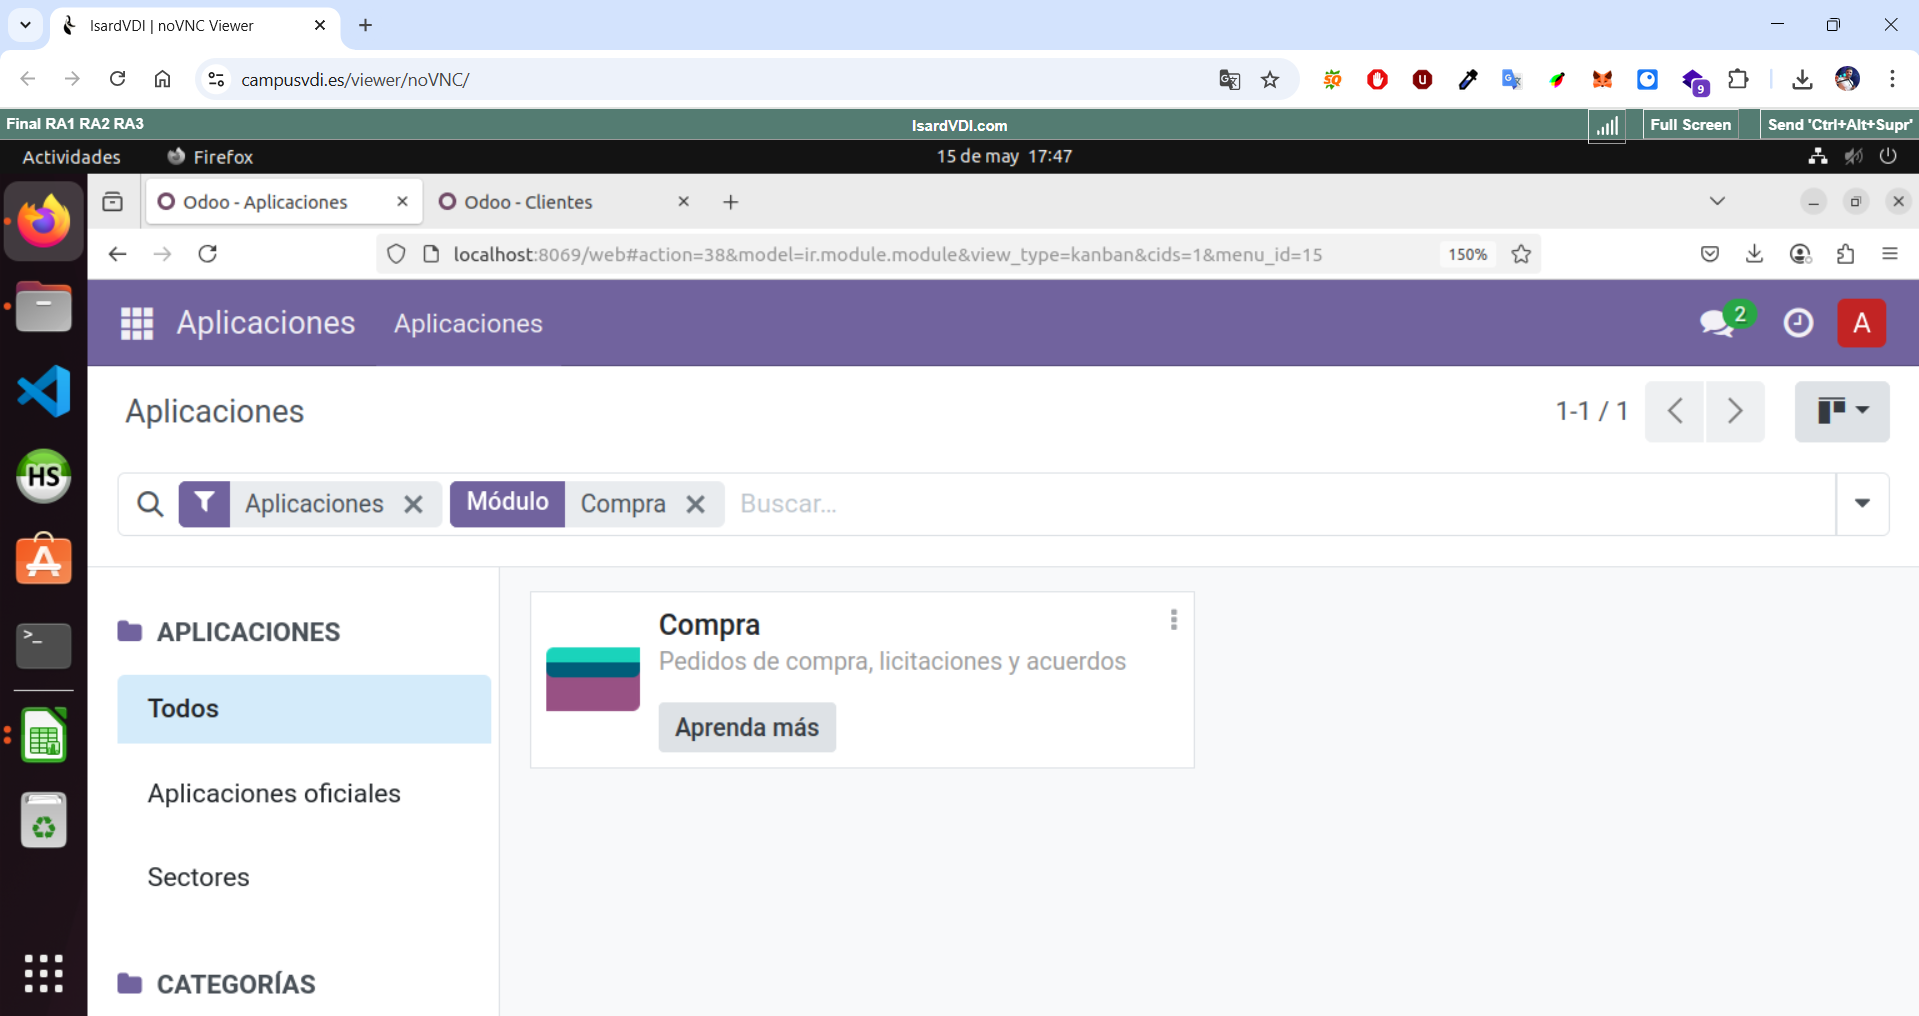 IsardVDI | noVNC Viewer
campusvdi.es/viewer/noVNC/
9
Final RA1 RA2 RA3
IsardVDI.com
Full Screen
Send 'Ctrl+Alt+Supr'
Actividades
Firefox
15 de may 17:47
Odoo - Aplicaciones
Odoo - Clientes
localhost:8069/web#action=38&model=ir.module.module&view_type=kanban&cids=1&menu_id=15
150%
Aplicaciones
Aplicaciones
2
A
Aplicaciones
1-1 / 1
Aplicaciones
Módulo
Compra
Buscar...
HS
APLICACIONES
Todos
Aplicaciones oficiales
Sectores
CATEGORÍAS
Compra
Pedidos de compra, licitaciones y acuerdos
Aprenda más